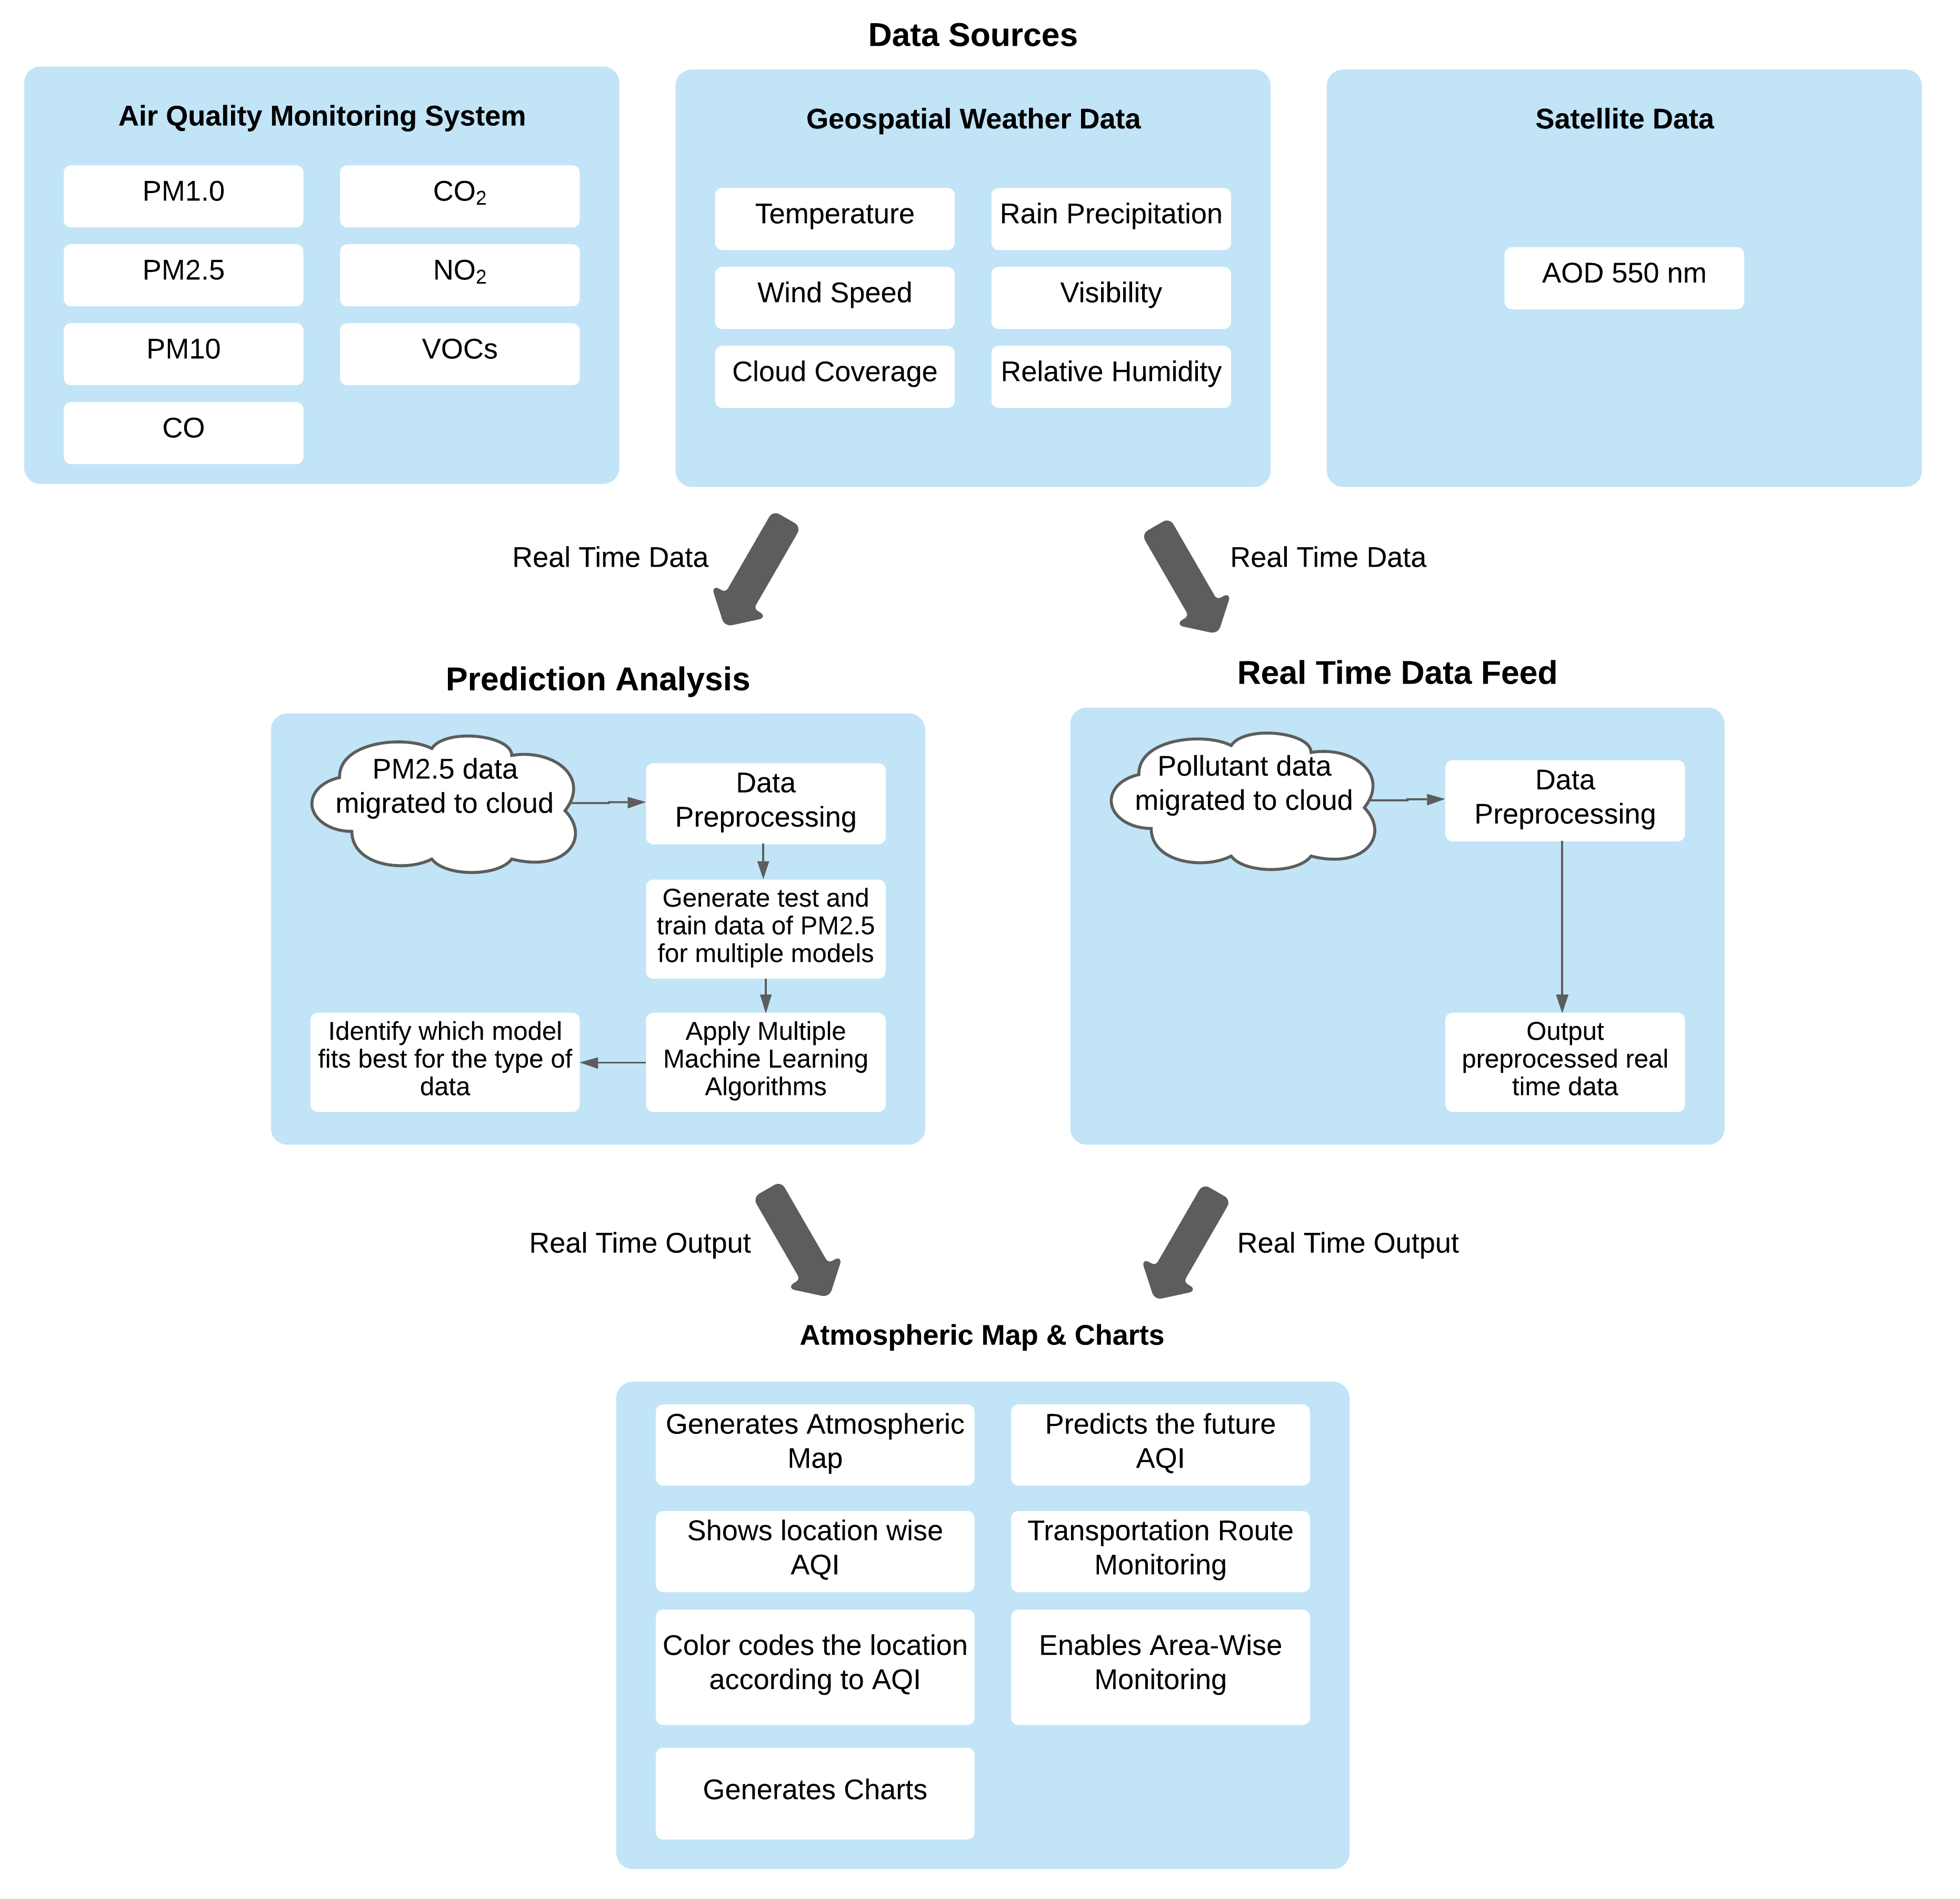 Data Sources
Air Quality Monitoring System
PM1.0
CO₂
PM2.5
NO₂
PM10
VOCs
CO
Geospatial Weather Data
Temperature
Rain Precipitation
Wind Speed
Visibility
Cloud Coverage
Relative Humidity
Satellite Data
AOD 550 nm
Real Time Data
Real Time Data
Prediction Analysis
PM2.5 data
migrated to cloud
Data
Preprocessing
Generate test and
train data of PM2.5
for multiple models
Apply Multiple
Machine Learning
Algorithms
Identify which model
fits best for the type of
data
Real Time Data Feed
Pollutant data
migrated to cloud
Data
Preprocessing
Output
preprocessed real
time data
Real Time Output
Real Time Output
Atmospheric Map & Charts
Generates Atmospheric
Map
Predicts the future
AQI
Shows location wise
AQI
Transportation Route
Monitoring
Color codes the location
according to AQI
Enables Area-Wise
Monitoring
Generates Charts